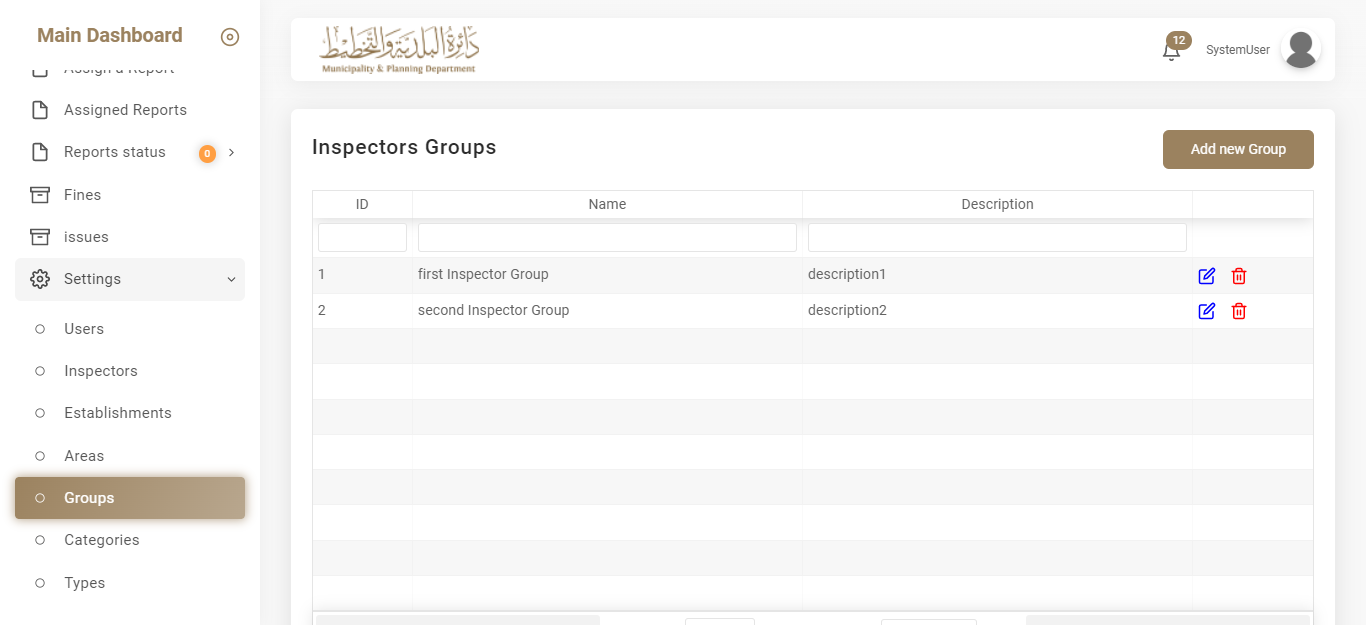 Main Dashboard
Assign a Report
Assigned Reports
Reports status 0
Fines
issues
Settings
Users
Inspectors
Establishments
Areas
Groups
Categories
Types
دائرة البلدية والتخطيط
Municipality & Planning Department
12
SystemUser
Inspectors Groups
Add new Group
ID Name Description
1 first Inspector Group description1
2 second Inspector Group description2